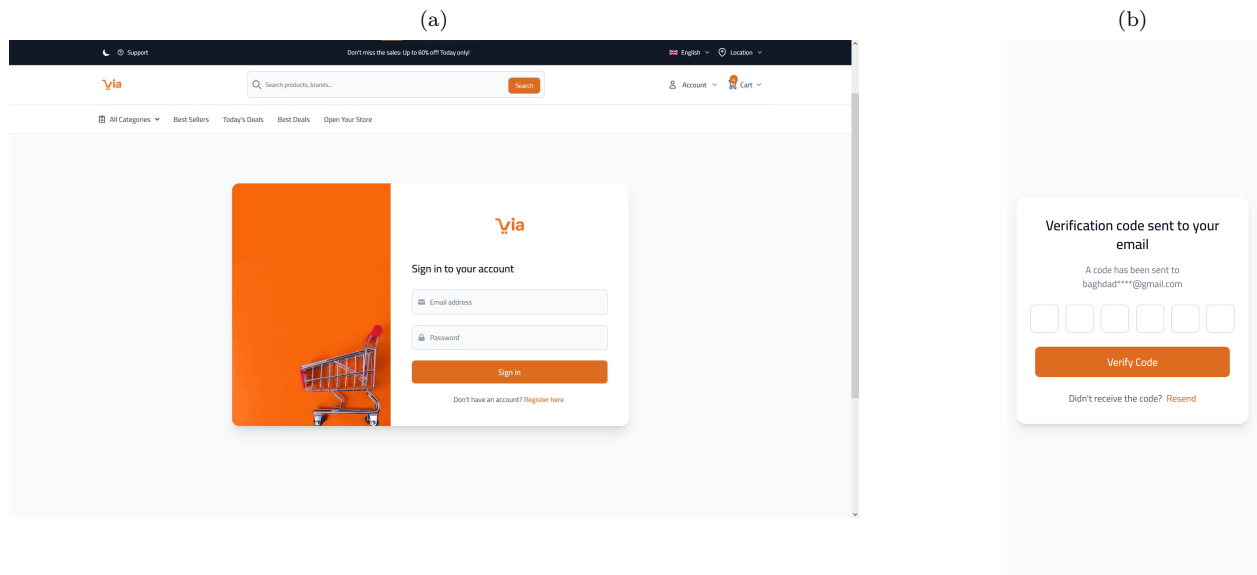 (a)
(b)
Support
Don't miss the sales: Up to 60% off! Today only!
English
Location
Via
Search products, brands...
Search
Account
Cart
All Categories
Best Sellers
Today's Deals
Best Deals
Open Your Store
Via
Sign in to your account
Email address
Password
Sign in
Don't have an account? Register here
Verification code sent to your
email
A code has been sent to
baghdad****@gmail.com
Verify Code
Didn't receive the code? Resend